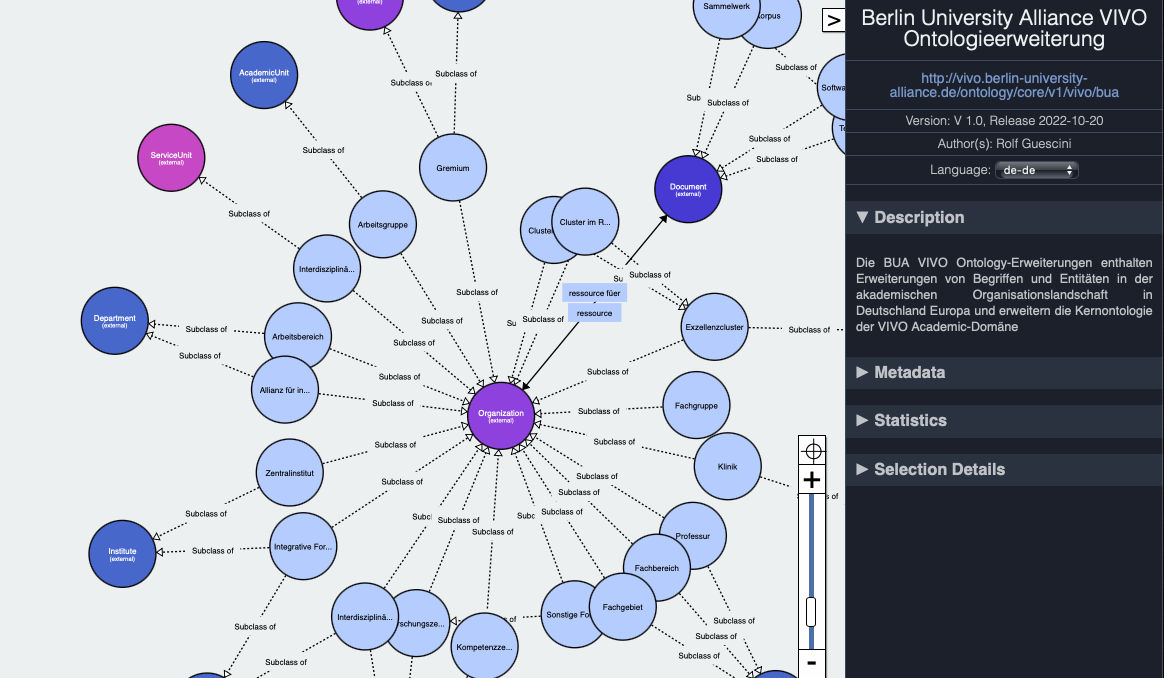 (external)
AcademicUnit
(external)
Subclass of
Subclass of
Sammelwerk
orpus
>
Subclass of
ServiceUnit
(external)
Subclass of
Gremium
Sub
Subclass of
Subclass of
Subclass of
Document
(external)
Subclass of
Arbeitsgruppe
Cluster
Cluster im R...
Interdisziplinä...
Subclass of
Subclass of
ressource füer
ressource
Department
(external)
Subclass of
Arbeitsbereich
Subclass of
Su
Subclass of
Exzellenzcluster
Subclass of
Subclass of
Subclass of
Subclass of
Subclass of
Allianz für in...
Subclass of
Organization
(external)
Subclass of
Fachgruppe
Subclass of
Subclass of
Klinik
Zentralinstitut
Subclass of
Subclass of
Subclass of
s of
Subclass of
Subc
Subclass of
Subclass of
Subc
Subclass of
Institute
(external)
Subclass of
Integrative For...
Professur
Fachbereich
Subclass of
Interdisziplinä...
schungsze...
Kompetenzze...
of
Sonstige Fo
Fachgebiet
Subclass of
Subclass of
Subclass of
Subclass of
+
-
Berlin University Alliance VIVO
Ontologieerweiterung
http://vivo.berlin-university-
alliance.de/ontology/core/v1/vivo/bua
Version: V 1.0, Release 2022-10-20
Author(s): Rolf Guescini
Language: de-de
▼ Description
Die BUA VIVO Ontology-Erweiterungen enthalten
Erweiterungen von Begriffen und Entitäten in der
akademischen Organisationslandschaft in
Deutschland Europa und erweitern die Kernontologie
der VIVO Academic-Domäne
▶ Metadata
▶ Statistics
▶ Selection Details